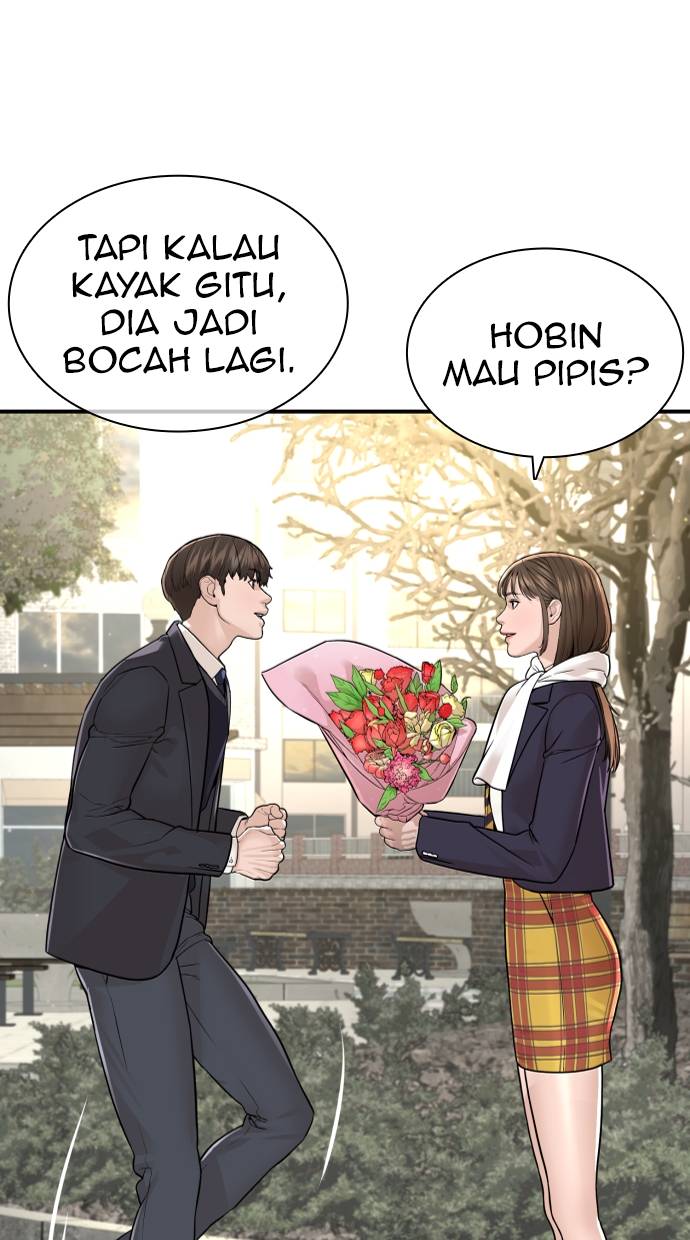 TAPI KALAU
KAYAK GITU,
DIA JADI
BOCAH LAGI.
HOBIN
MAU PIPIS?